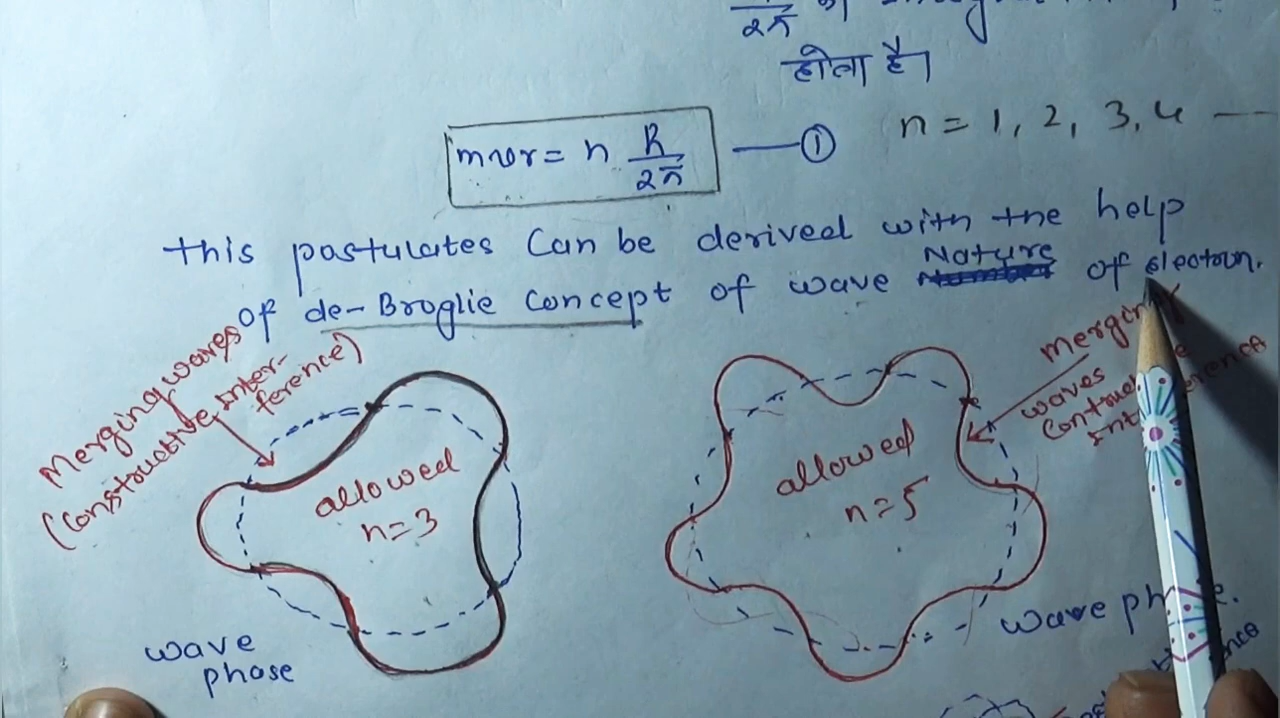 2π
होता है।
mvr = n h/2π —①
n = 1, 2, 3, 4 ---
This postulates can be derived with the help
of de-Broglie concept of wave Nature of electron.
Merging waves
(Constructive inter-
ference)
allowed
n=3
wave
phase
allowed
n=5
merging
waves
wave ph